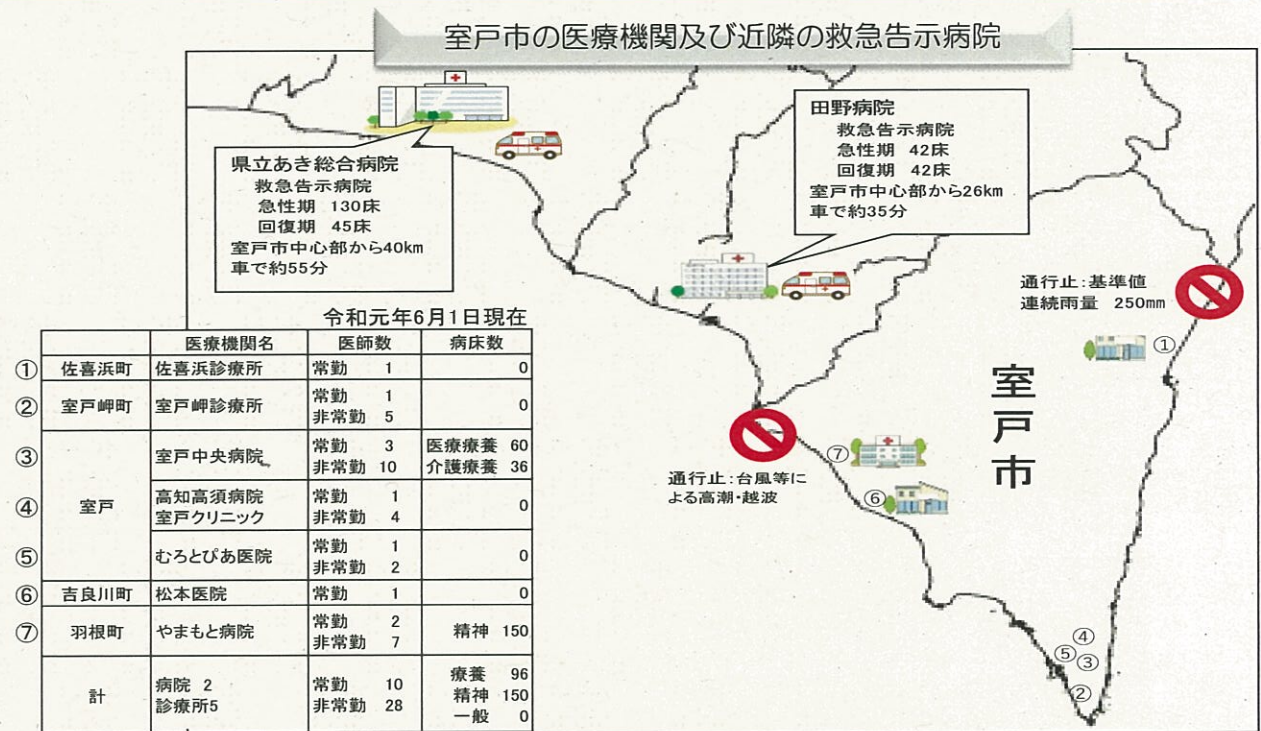 室戸市の医療機関及び近隣の救急告示病院
県立あき総合病院
救急告示病院
急性期 130床
回復期 45床
室戸市中心部から40km
車で約55分
田野病院
救急告示病院
急性期 42床
回復期 42床
室戸市中心部から26km
車で約35分
通行止:基準値
連続雨量 250mm
①
室戸市
⑦
⑥
通行止:台風等に
よる高潮・越波
④
⑤ ③
②
令和元年6月1日現在
医療機関名 医師数 病床数
① 佐喜浜町 佐喜浜診療所 常勤 1 0
② 室戸岬町 室戸岬診療所 常勤 1 0
非常勤 5
③ 室戸 室戸中央病院 常勤 3 医療療養 60
非常勤 10 介護療養 36
④ 高知高須病院 常勤 1 0
室戸クリニック 非常勤 4
⑤ むろとぴあ医院 常勤 1 0
非常勤 2
⑥ 吉良川町 松本医院 常勤 1 0
⑦ 羽根町 やまもと病院 常勤 2 精神 150
非常勤 7
計 病院 2 常勤 10 療養 96
診療所5 非常勤 28 精神 150
一般 0